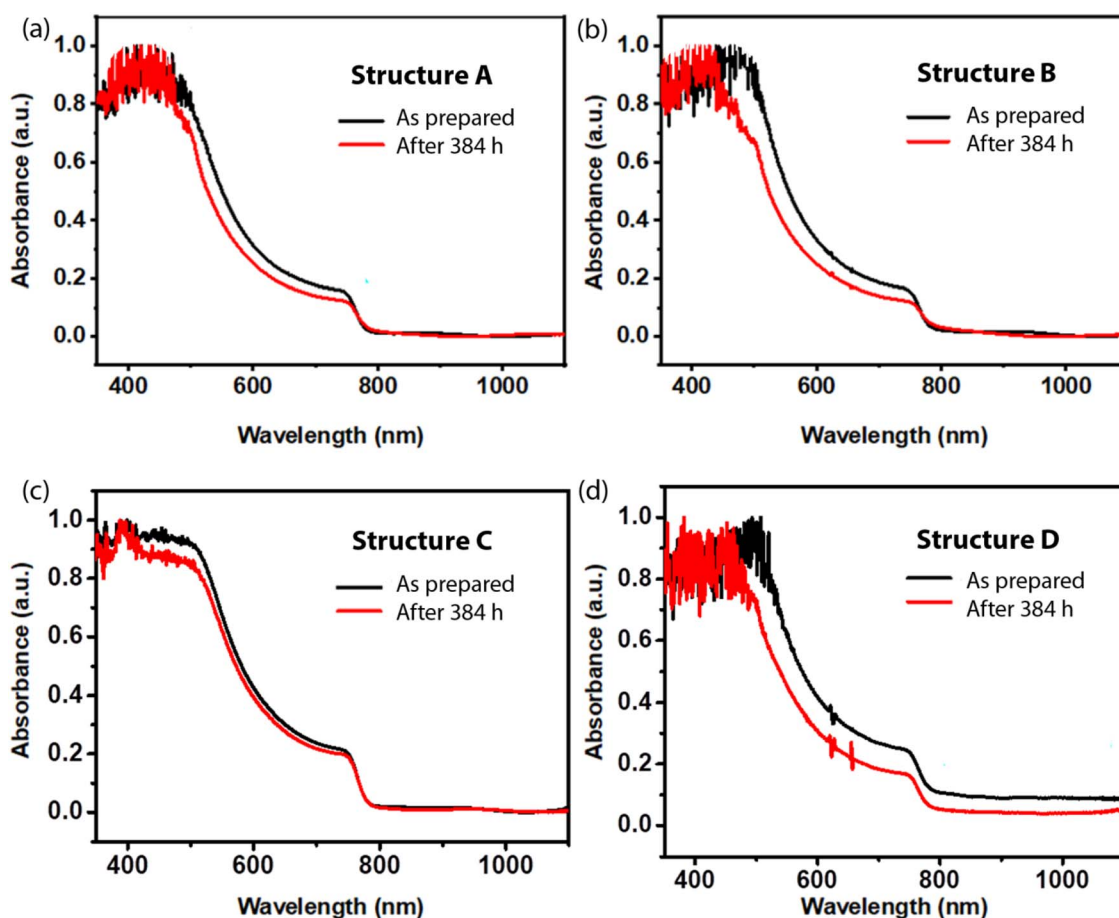 (a)
1.0
0.8
0.6
0.4
0.2
0.0
Absorbance (a.u.)
Structure A
As prepared
After 384 h
400 600 800 1000
Wavelength (nm)
(b)
1.0
0.8
0.6
0.4
0.2
0.0
Absorbance (a.u.)
Structure B
As prepared
After 384 h
400 600 800 1000
Wavelength (nm)
(c)
1.0
0.8
0.6
0.4
0.2
0.0
Absorbance (a.u.)
Structure C
As prepared
After 384 h
400 600 800 1000
Wavelength (nm)
(d)
1.0
0.8
0.6
0.4
0.2
0.0
Absorbance (a.u.)
Structure D
As prepared
After 384 h
400 600 800 1000
Wavelength (nm)